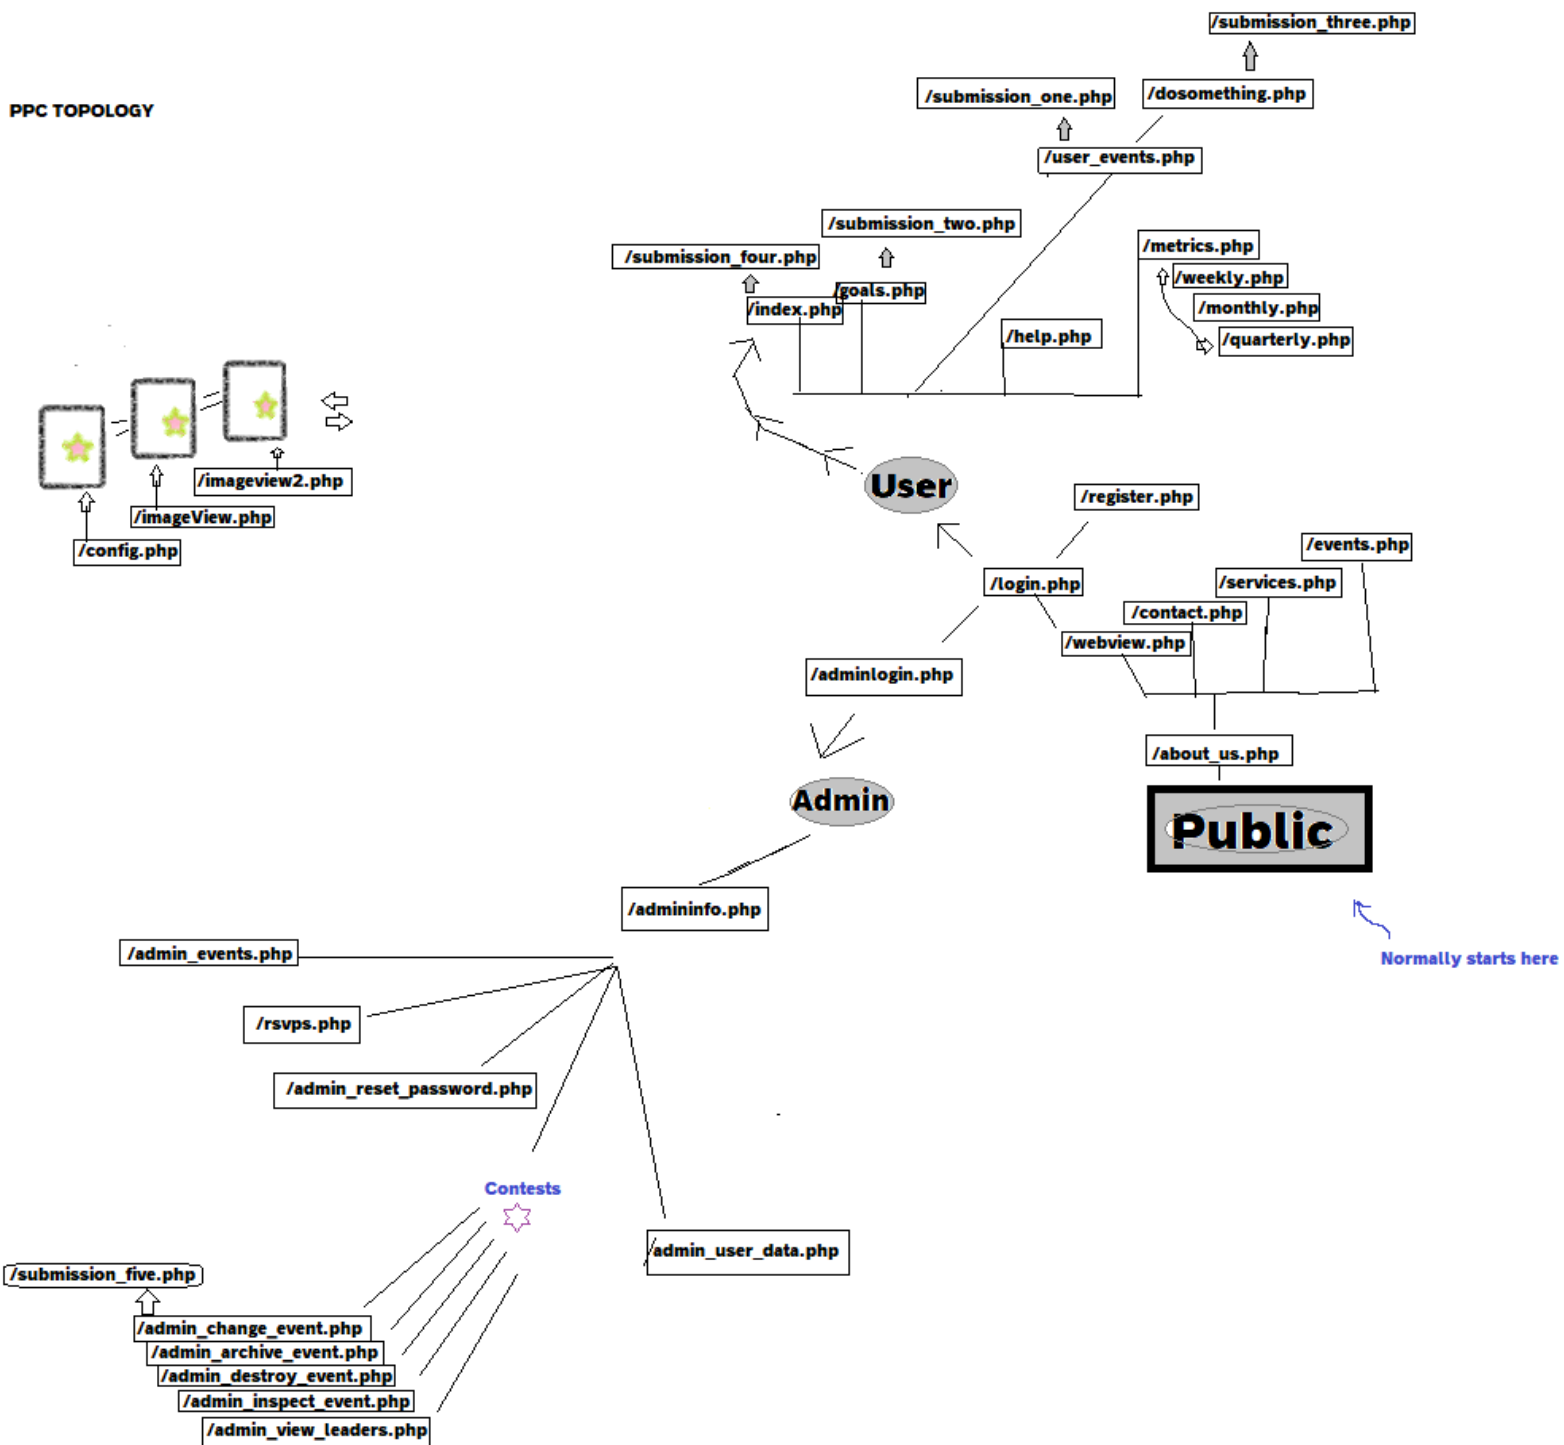 /submission_three.php
PPC TOPOLOGY
/submission_one.php
/dosomething.php
/user_events.php
/submission_two.php
/submission_four.php
/metrics.php
/weekly.php
/goals.php
/index.php
/monthly.php
/help.php
/quarterly.php
/imageview2.php
/imageView.php
/config.php
User
/register.php
/events.php
/login.php
/services.php
/contact.php
/webview.php
/adminlogin.php
/about_us.php
Admin
Public
/admininfo.php
Normally starts here
/admin_events.php
/rsvps.php
/admin_reset_password.php
Contests
/admin_user_data.php
/submission_five.php
/admin_change_event.php
/admin_archive_event.php
/admin_destroy_event.php
/admin_inspect_event.php
/admin_view_leaders.php